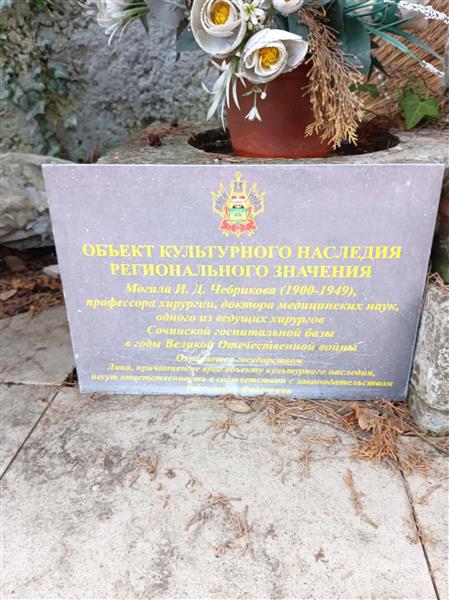 ОБЪЕКТ КУЛЬТУРНОГО НАСЛЕДИЯ
РЕГИОНАЛЬНОГО ЗНАЧЕНИЯ
Могила И. Д. Чебрикова (1900-1949),
профессора хирургии, доктора медицинских наук,
одного из ведущих хирургов
Сочинской госпитальной базы
в годы Великой Отечественной войны
Охраняется государством
Лица, причинившие вред объекту культурного наследия,
несут ответственность в соответствии с законодательством
Российской Федерации